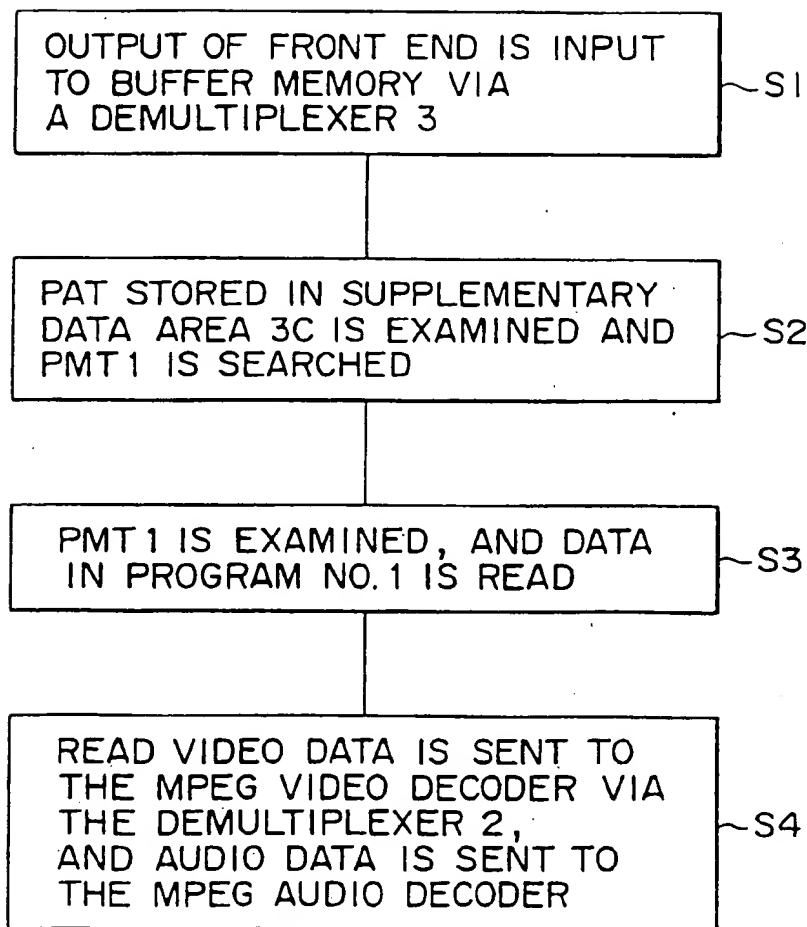 OUTPUT OF FRONT END IS INPUT
TO BUFFER MEMORY VIA
A DEMULTIPLEXER 3
S1
PAT STORED IN SUPPLEMENTARY
DATA AREA 3C IS EXAMINED AND
PMT1 IS SEARCHED
S2
PMT1 IS EXAMINED, AND DATA
IN PROGRAM NO.1 IS READ
S3
READ VIDEO DATA IS SENT TO
THE MPEG VIDEO DECODER VIA
THE DEMULTIPLEXER 2,
AND AUDIO DATA IS SENT TO
THE MPEG AUDIO DECODER
S4